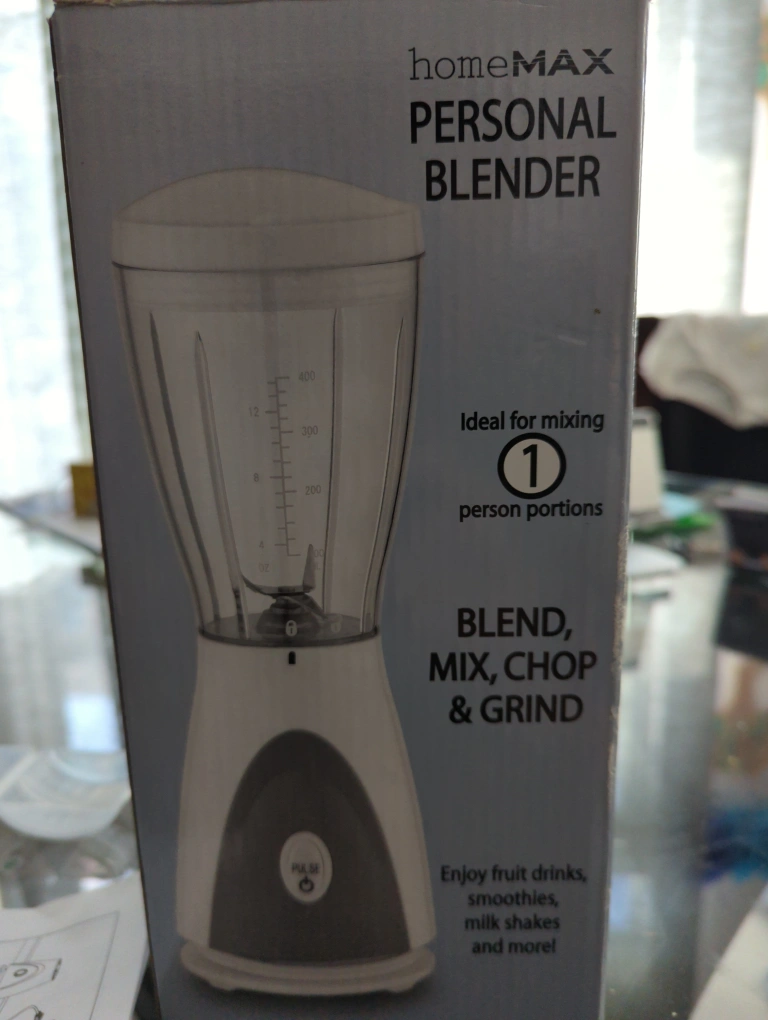 homeMAX
PERSONAL
BLENDER
400
12
300
8
200
4
Ideal for mixing
1
person portions
BLEND,
MIX, CHOP
& GRIND
PULSE
Enjoy fruit drinks,
smoothies,
milk shakes
and more!